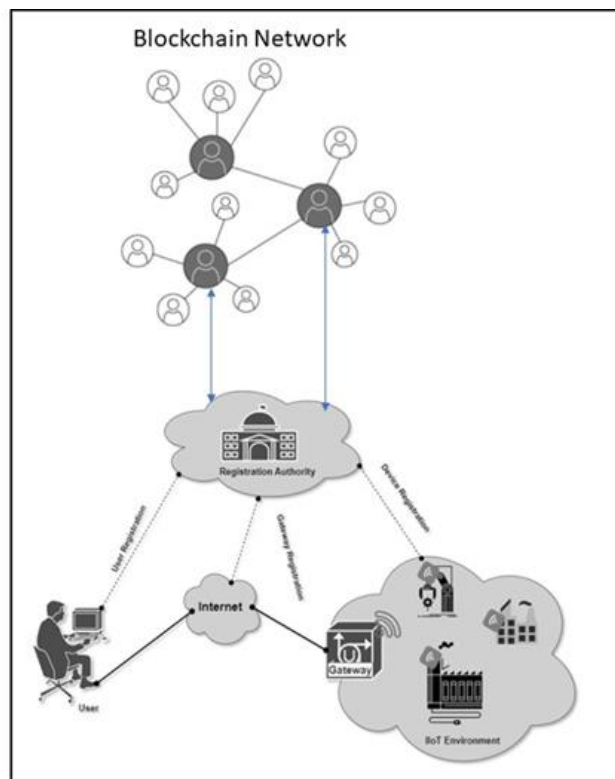 Blockchain Network
Registration Authority
User Registration
Gateway Registration
Device Registration
Internet
Gateway
User
IIoT Environment